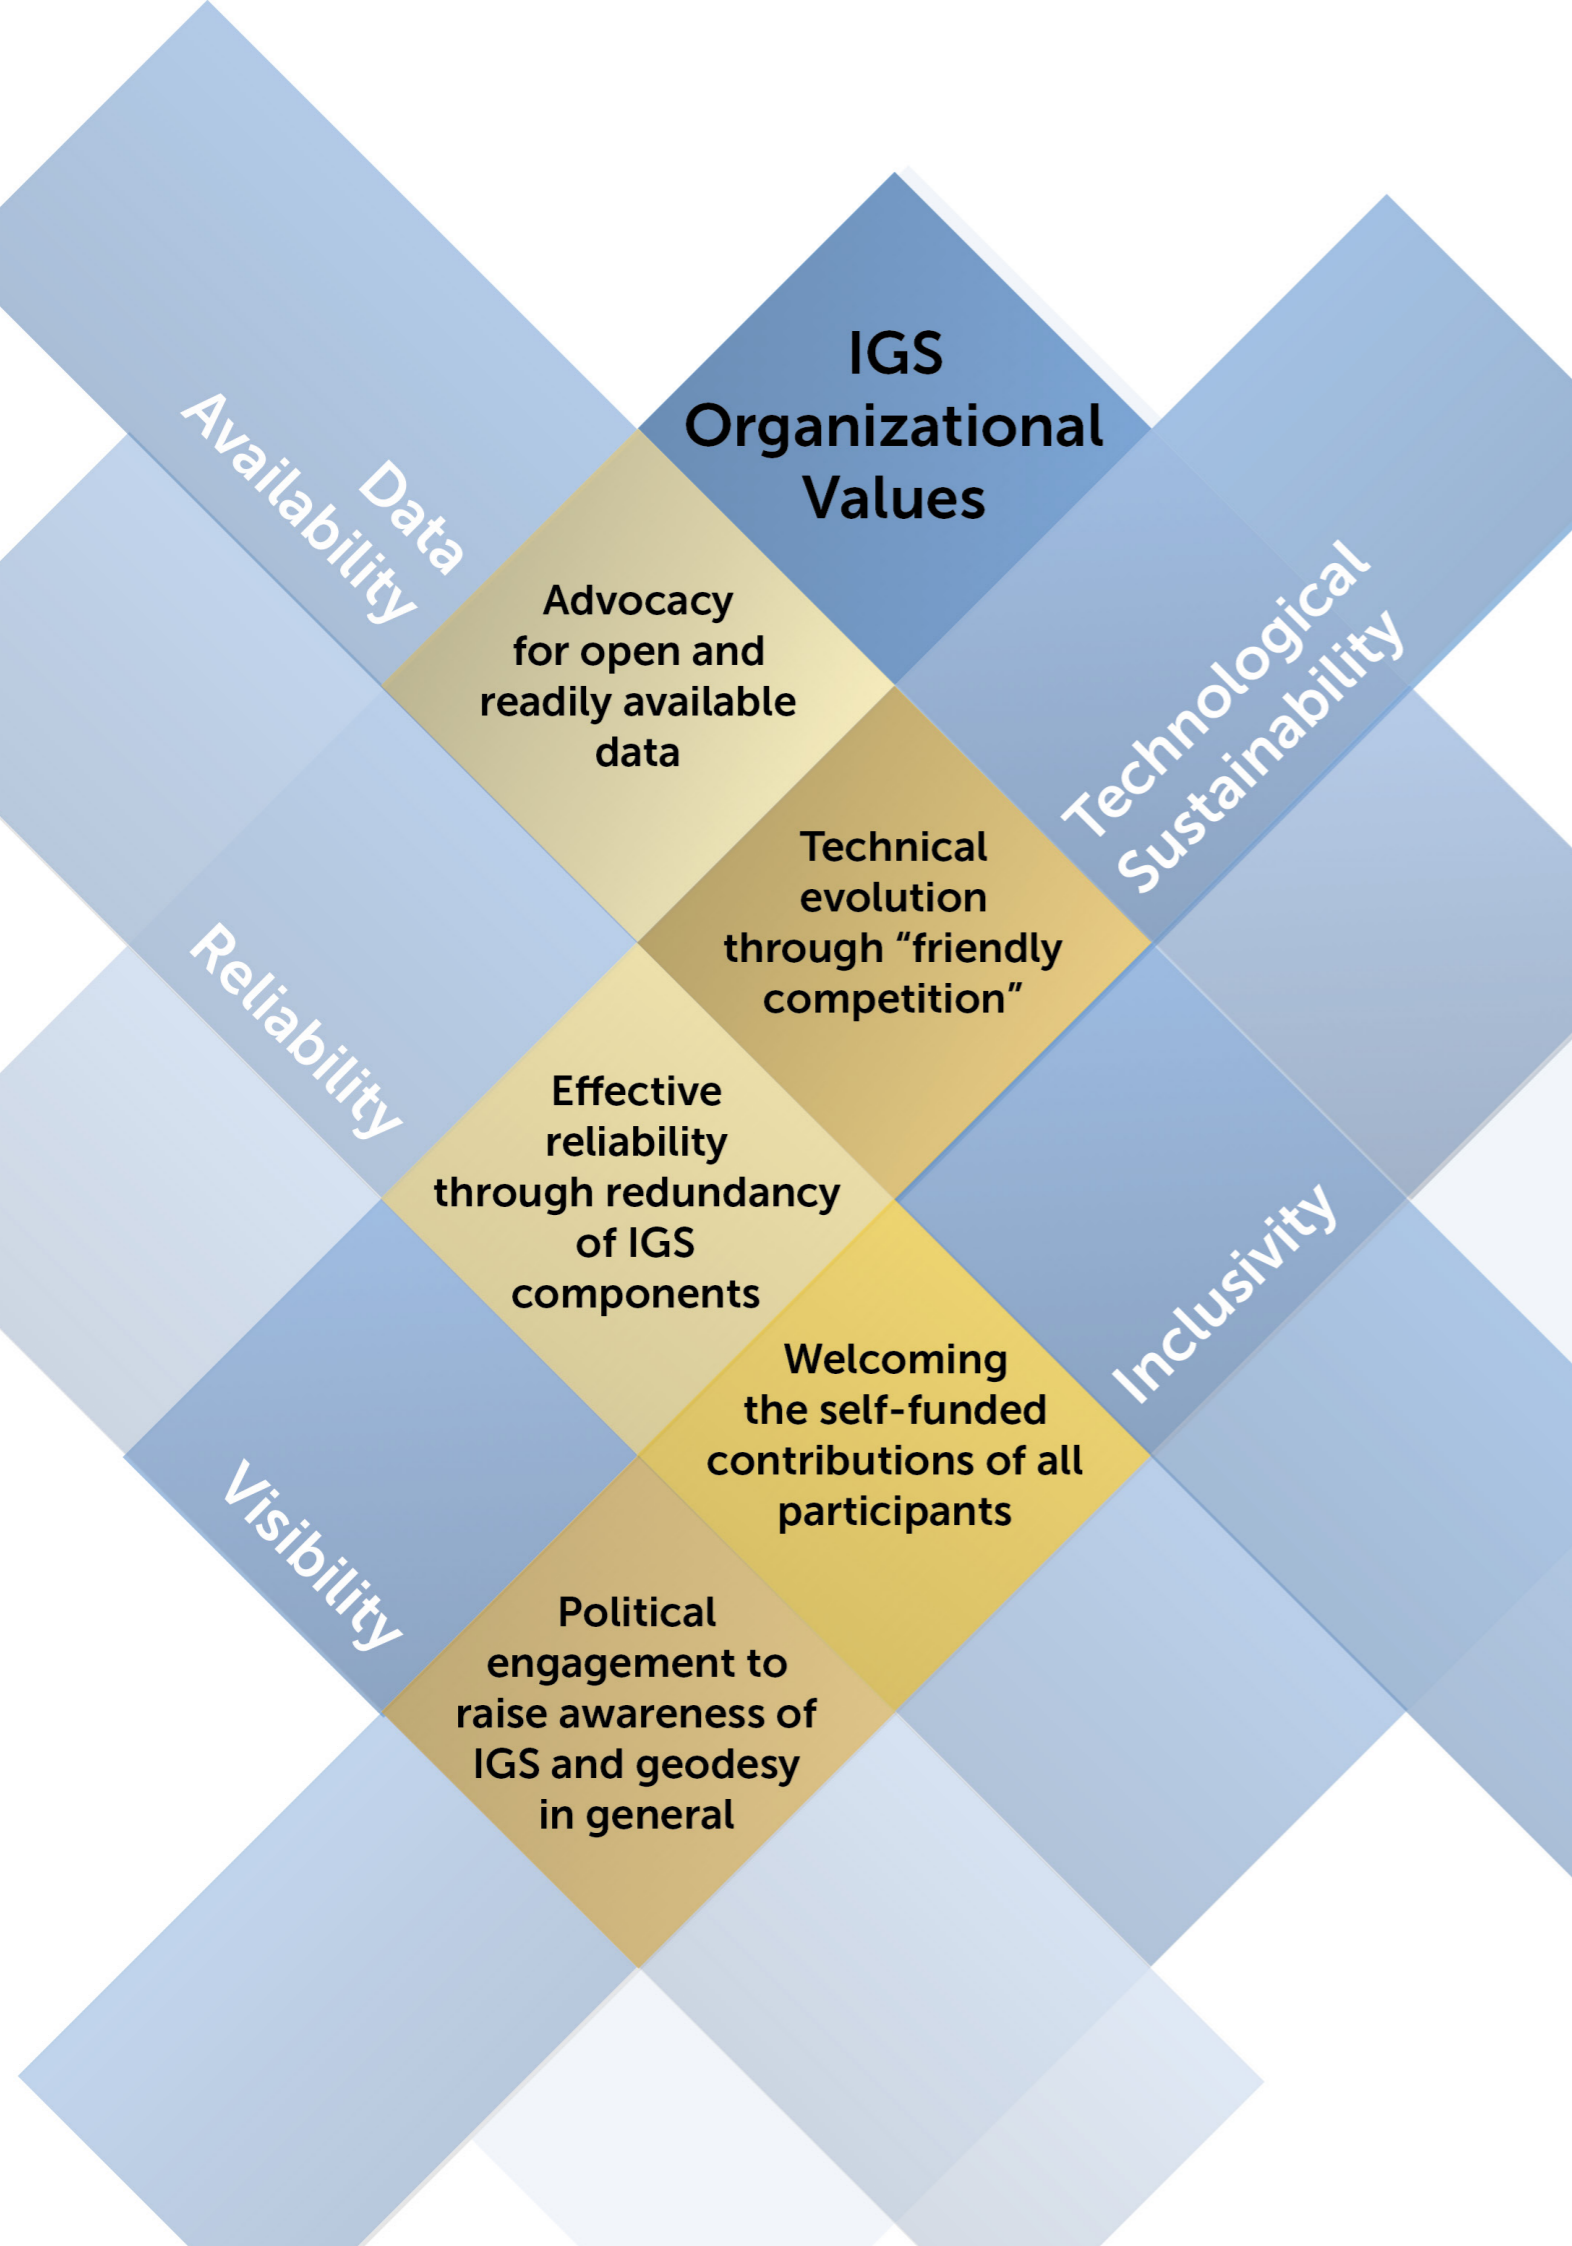 IGS
Organizational
Values
Data
Availability
Advocacy
for open and
readily available
data
Technological
Sustainability
Technical
evolution
through “friendly
competition”
Reliability
Effective
reliability
through redundancy
of IGS
components
Inclusivity
Welcoming
the self-funded
contributions of all
participants
Visibility
Political
engagement to
raise awareness of
IGS and geodesy
in general